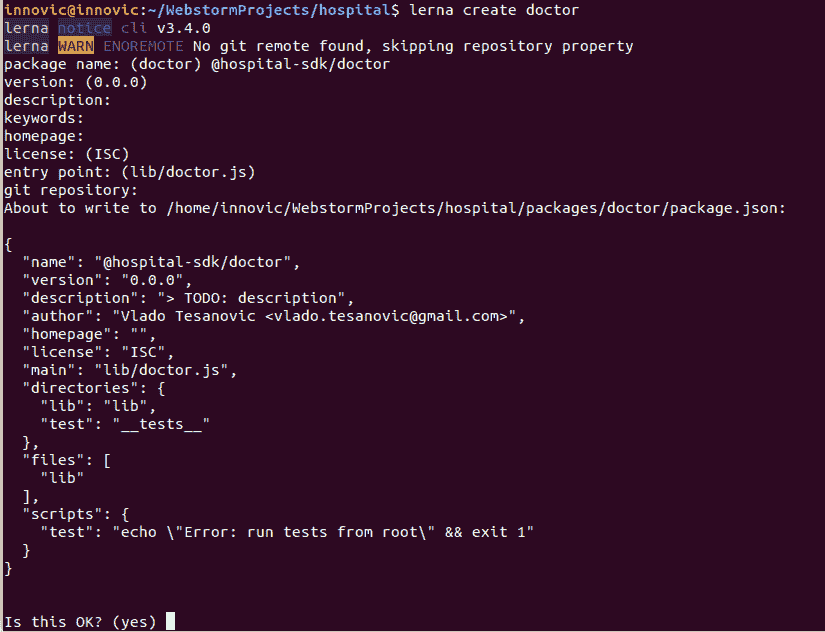 innovic@innovic:~/WebstormProjects/hospital$ lerna create doctor
lerna notice cli v3.4.0
lerna WARN ENOREMOTE No git remote found, skipping repository property
package name: (doctor) @hospital-sdk/doctor
version: (0.0.0)
description:
keywords:
homepage:
license: (ISC)
entry point: (lib/doctor.js)
git repository:
About to write to /home/innovic/WebstormProjects/hospital/packages/doctor/package.json:

{
  "name": "@hospital-sdk/doctor",
  "version": "0.0.0",
  "description": "> TODO: description",
  "author": "Vlado Tesanovic <vlado.tesanovic@gmail.com>",
  "homepage": "",
  "license": "ISC",
  "main": "lib/doctor.js",
  "directories": {
    "lib": "lib",
    "test": "__tests__"
  },
  "files": [
    "lib"
  ],
  "scripts": {
    "test": "echo \"Error: run tests from root\" && exit 1"
  }
}

Is this OK? (yes)